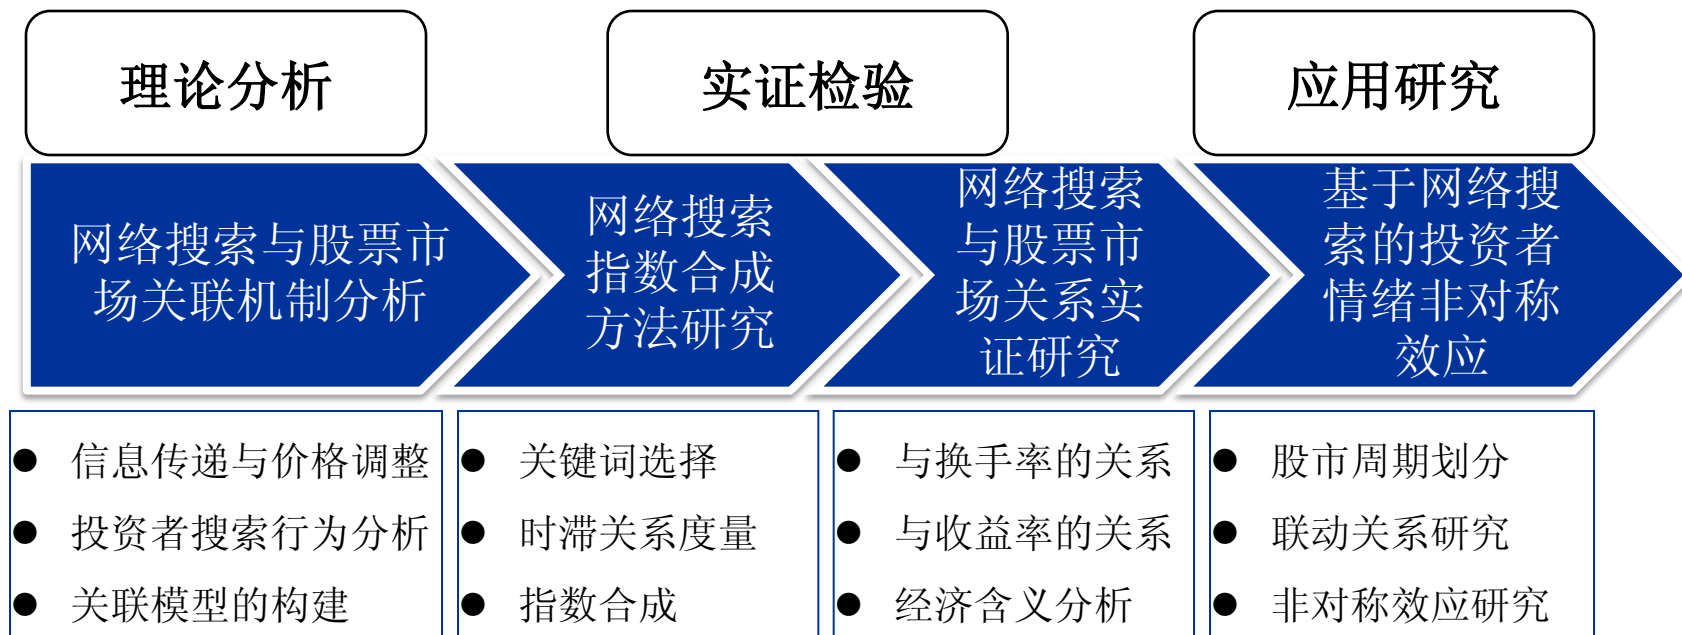 理论分析
实证检验
应用研究
网络搜索与股票市
场关联机制分析
网络搜索
指数合成
方法研究
网络搜索
与股票市
场关系实
证研究
基于网络搜
索的投资者
情绪非对称
效应
● 信息传递与价格调整
● 投资者搜索行为分析
● 关联模型的构建
● 关键词选择
● 时滞关系度量
● 指数合成
● 与换手率的关系
● 与收益率的关系
● 经济含义分析
● 股市周期划分
● 联动关系研究
● 非对称效应研究